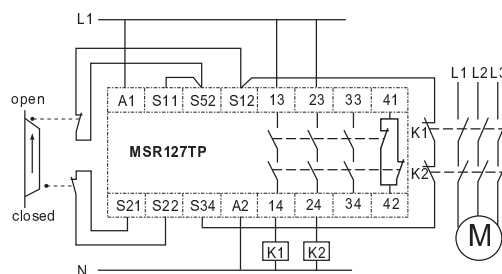 L1
L1 L2 L3
A1 S11 S52 S12 13 23 33 41
open
K1
MSR127TP
K2
closed
S21 S22 S34 A2 14 24 34 42
M
K1 K2
N